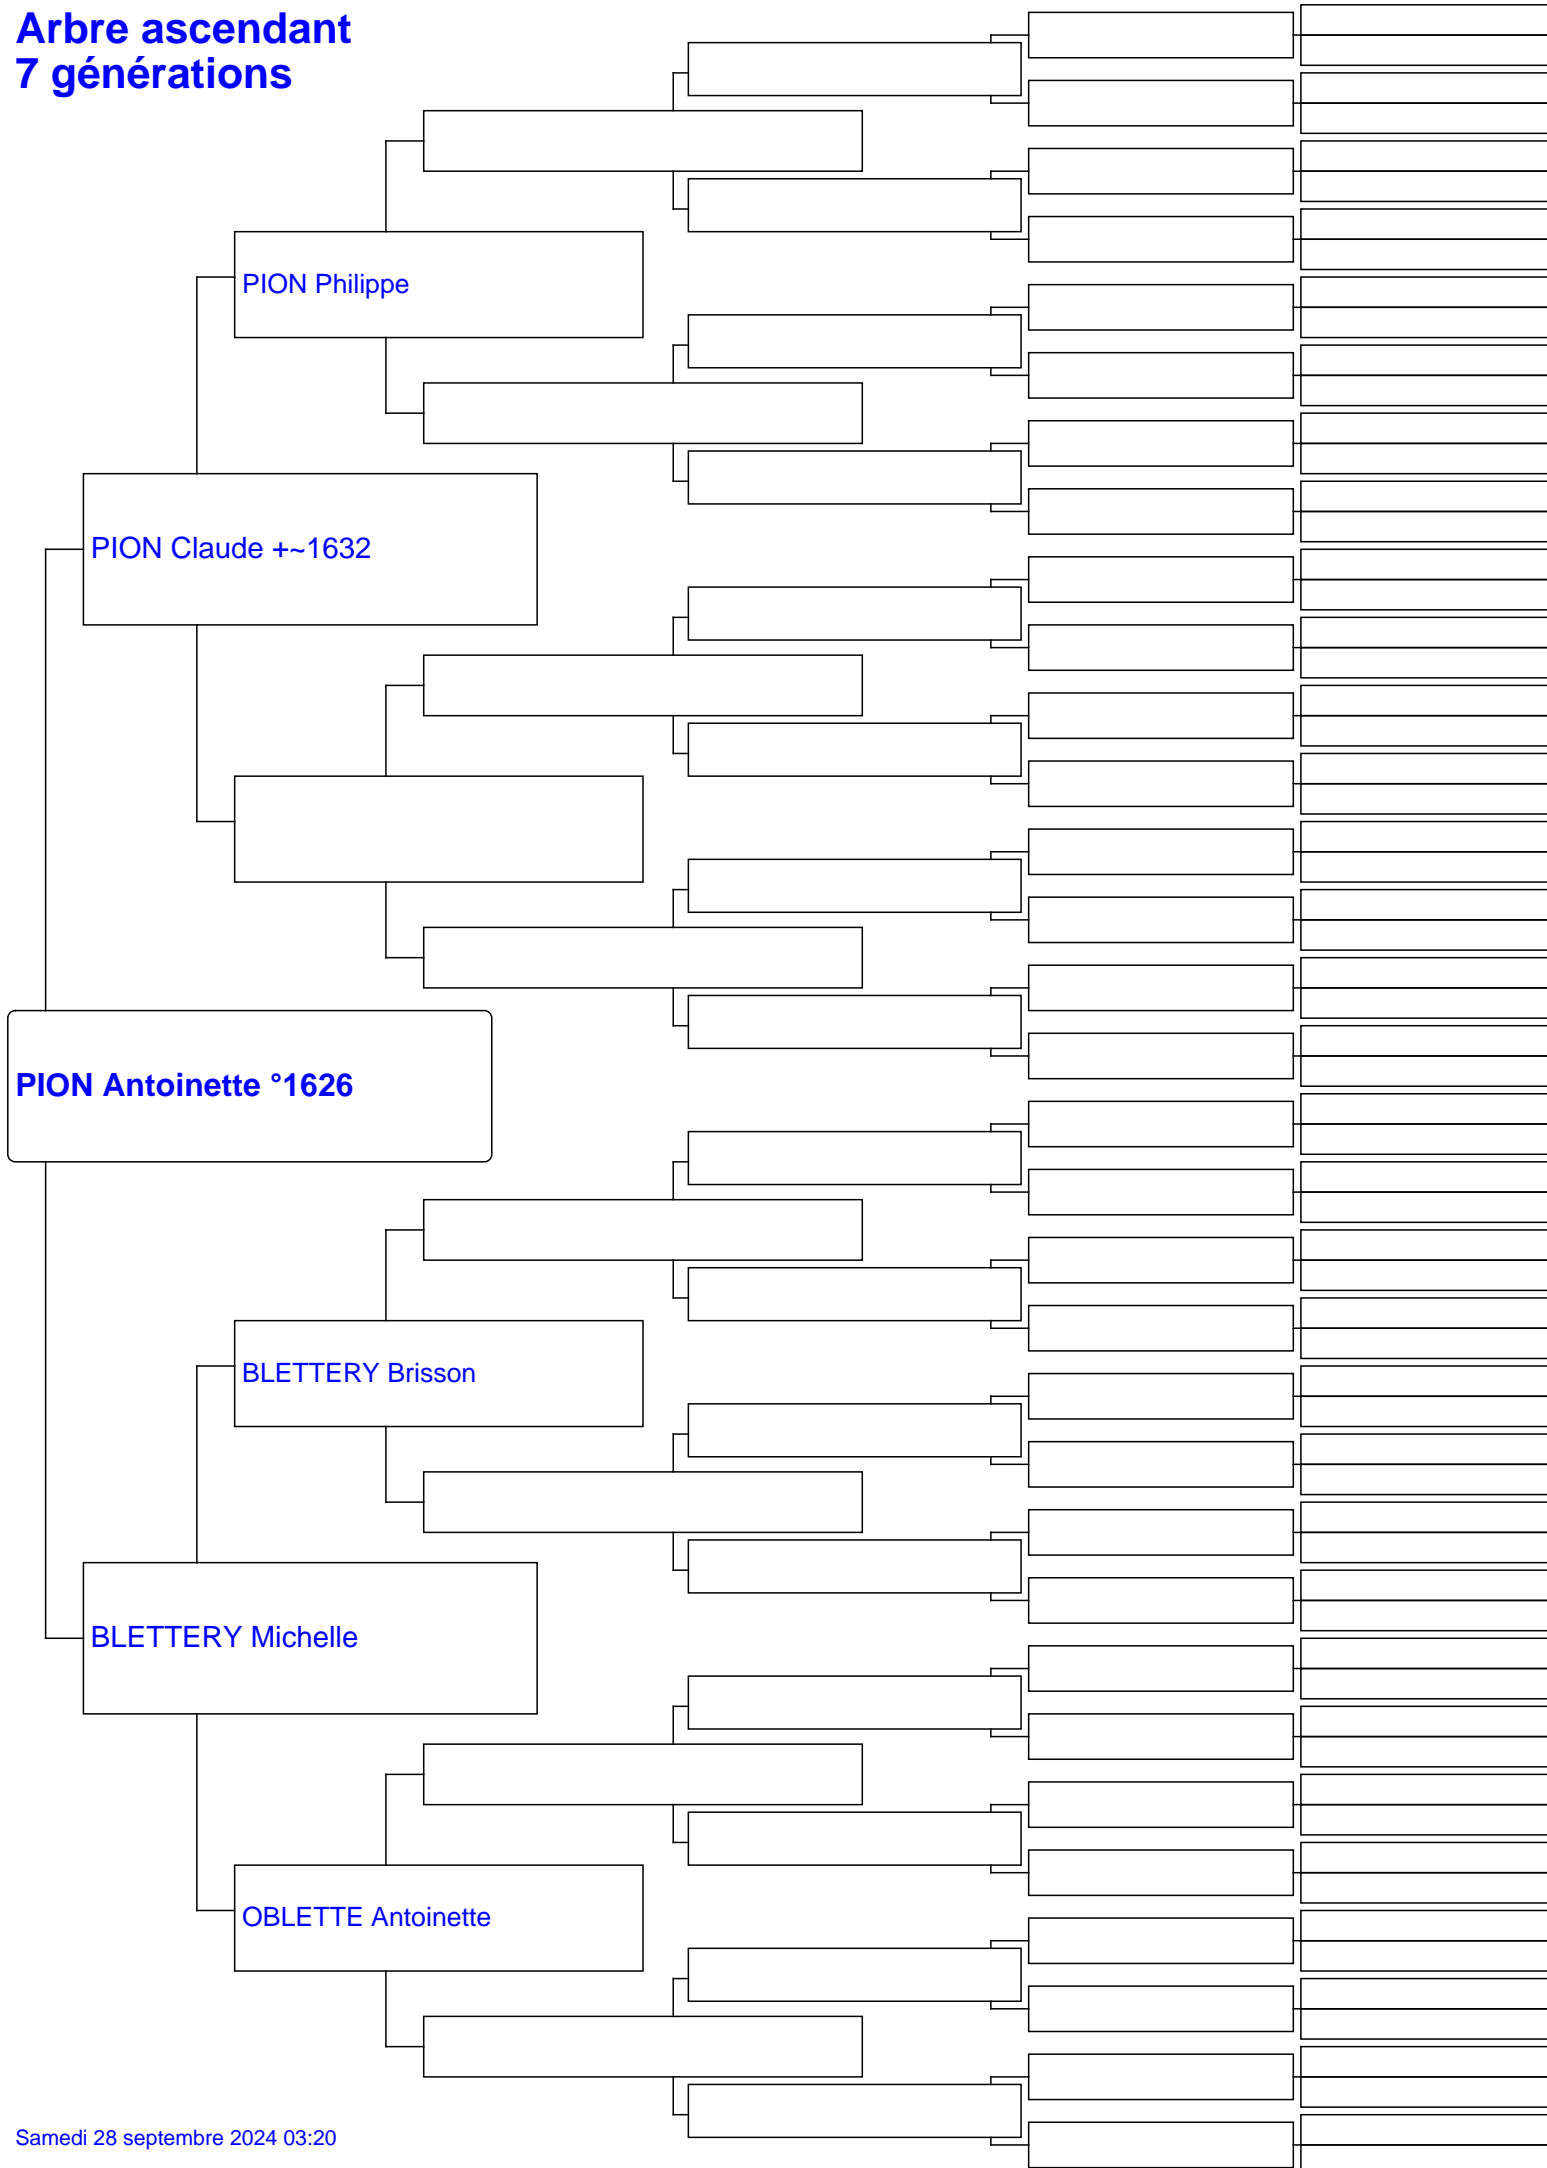 Arbre ascendant
7 générations
PION Philippe
PION Claude +~1632
PION Antoinette °1626
BLETTERY Brisson
BLETTERY Michelle
OBLETTE Antoinette
Samedi 28 septembre 2024 03:20